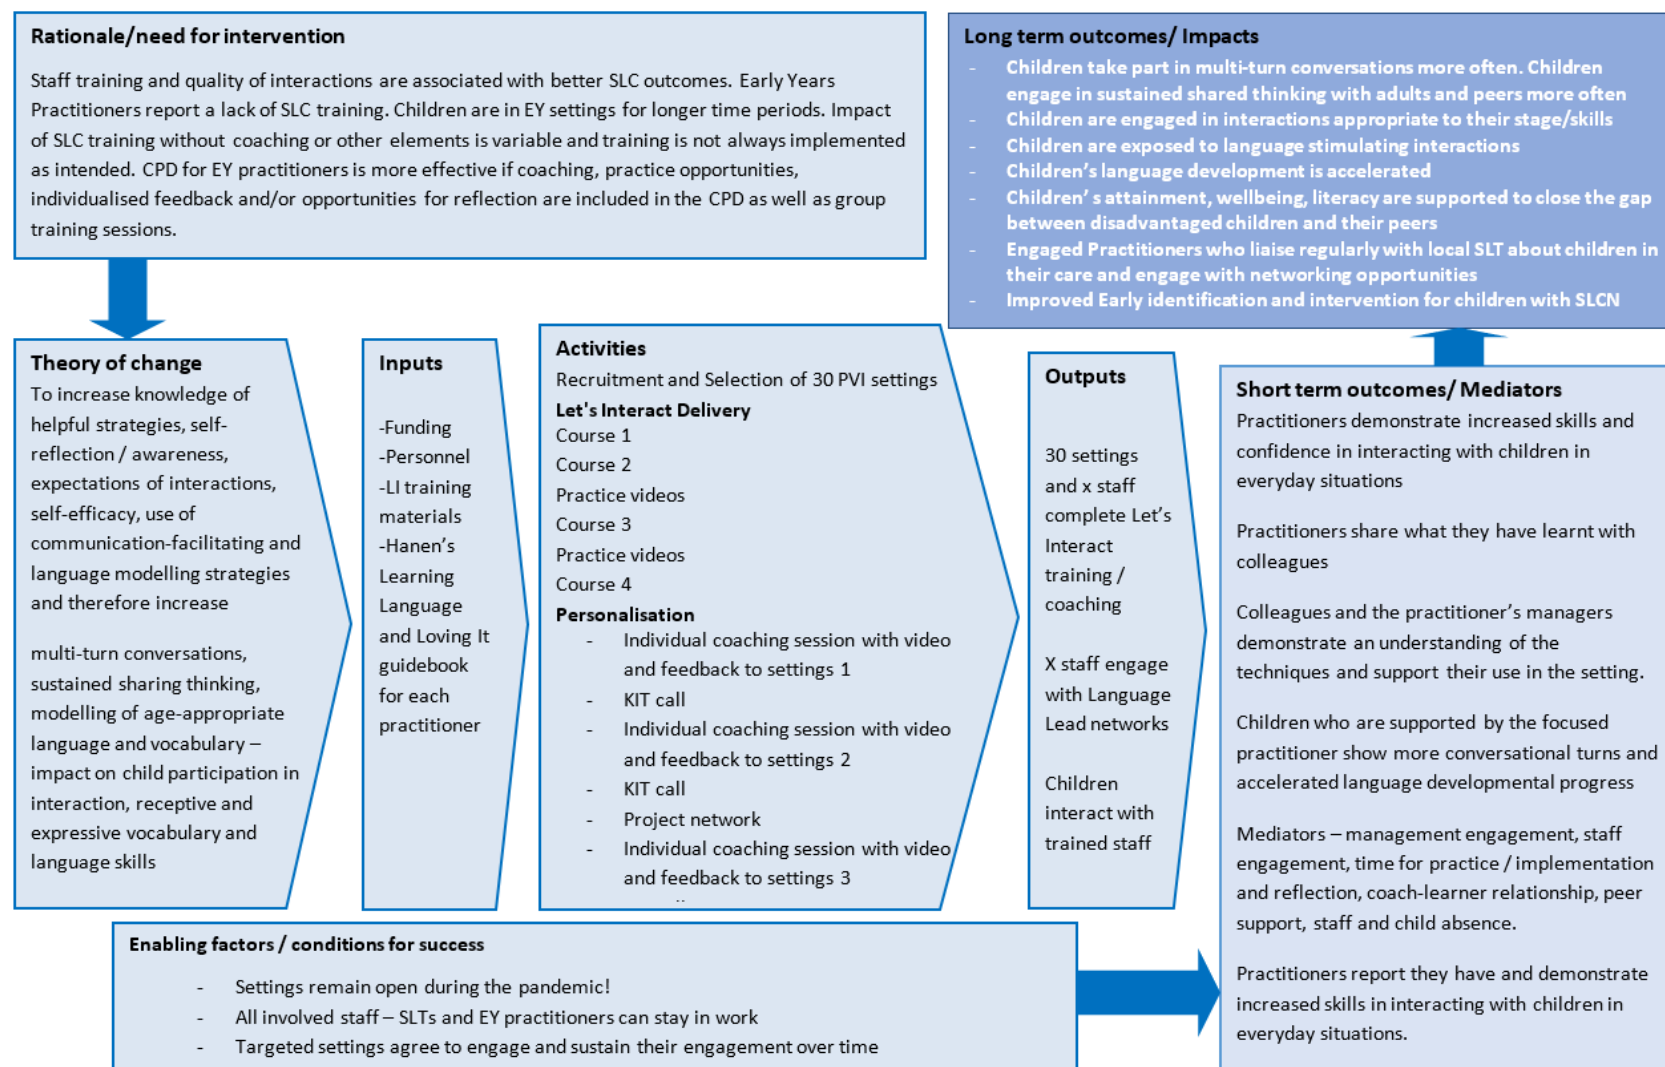 Rationale/need for intervention
Staff training and quality of interactions are associated with better SLC outcomes. Early Years
Practitioners report a lack of SLC training. Children are in EY settings for longer time periods. Impact
of SLC training without coaching or other elements is variable and training is not always implemented
as intended. CPD for EY practitioners is more effective if coaching, practice opportunities,
individualised feedback and/or opportunities for reflection are included in the CPD as well as group
training sessions.
Long term outcomes/ Impacts
- Children take part in multi-turn conversations more often. Children
engage in sustained shared thinking with adults and peers more often
- Children are engaged in interactions appropriate to their stage/skills
- Children are exposed to language stimulating interactions
- Children's language development is accelerated
- Children' s attainment, wellbeing, literacy are supported to close the gap
between disadvantaged children and their peers
- Engaged Practitioners who liaise regularly with local SLT about children in
their care and engage with networking opportunities
- Improved Early identification and intervention for children with SLCN
Theory of change
To increase knowledge of
helpful strategies, self-
reflection / awareness,
expectations of interactions,
self-efficacy, use of
communication-facilitating and
language modelling strategies
and therefore increase
multi-turn conversations,
sustained sharing thinking,
modelling of age-appropriate
language and vocabulary –
impact on child participation in
interaction, receptive and
expressive vocabulary and
language skills
Inputs
-Funding
-Personnel
-LI training
materials
-Hanen's
Learning
Language
and Loving It
guidebook
for each
practitioner
Activities
Recruitment and Selection of 30 PVI settings
Let's Interact Delivery
Course 1
Course 2
Practice videos
Course 3
Practice videos
Course 4
Personalisation
- Individual coaching session with video
and feedback to settings 1
- KIT call
- Individual coaching session with video
and feedback to settings 2
- KIT call
- Project network
- Individual coaching session with video
and feedback to settings 3
Outputs
30 settings
and x staff
complete Let's
Interact
training /
coaching
X staff engage
with Language
Lead networks
Children
interact with
trained staff
Short term outcomes/ Mediators
Practitioners demonstrate increased skills and
confidence in interacting with children in
everyday situations
Practitioners share what they have learnt with
colleagues
Colleagues and the practitioner's managers
demonstrate an understanding of the
techniques and support their use in the setting.
Children who are supported by the focused
practitioner show more conversational turns and
accelerated language developmental progress
Mediators – management engagement, staff
engagement, time for practice / implementation
and reflection, coach-learner relationship, peer
support, staff and child absence.
Practitioners report they have and demonstrate
increased skills in interacting with children in
everyday situations.
Enabling factors / conditions for success
- Settings remain open during the pandemic!
- All involved staff – SLTs and EY practitioners can stay in work
- Targeted settings agree to engage and sustain their engagement over time